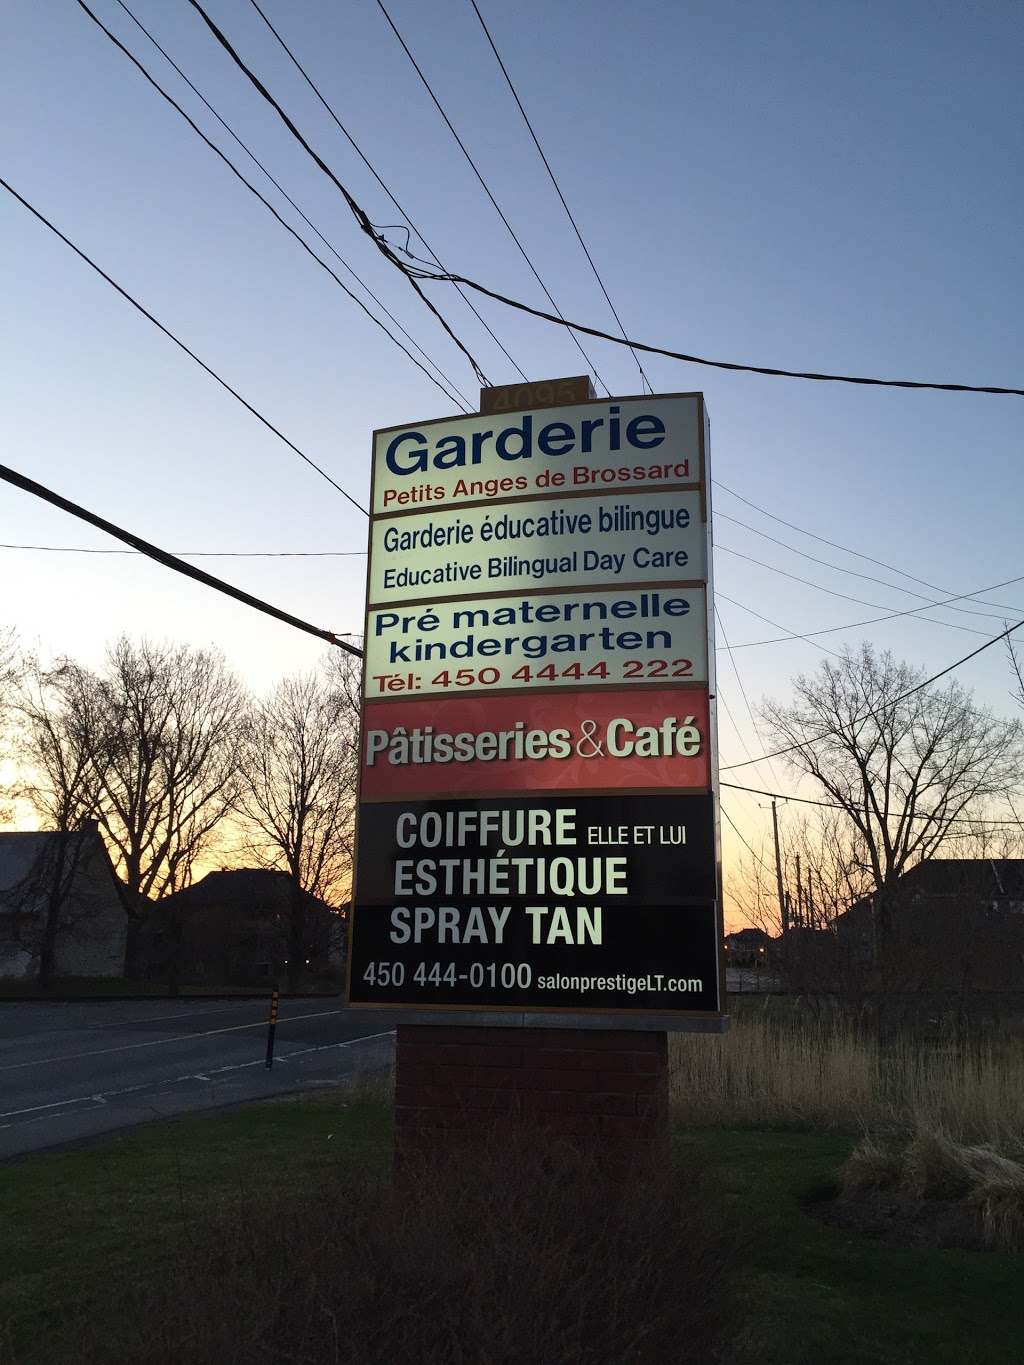 4095
Garderie
Petits Anges de Brossard
Garderie éducative bilingue
Educative Bilingual Day Care
Pré maternelle
kindergarten
Tél: 450 4444 222
Pâtisseries & Café
COIFFURE ELLE ET LUI
ESTHÉTIQUE
SPRAY TAN
450 444-0100 salonprestigeLT.com